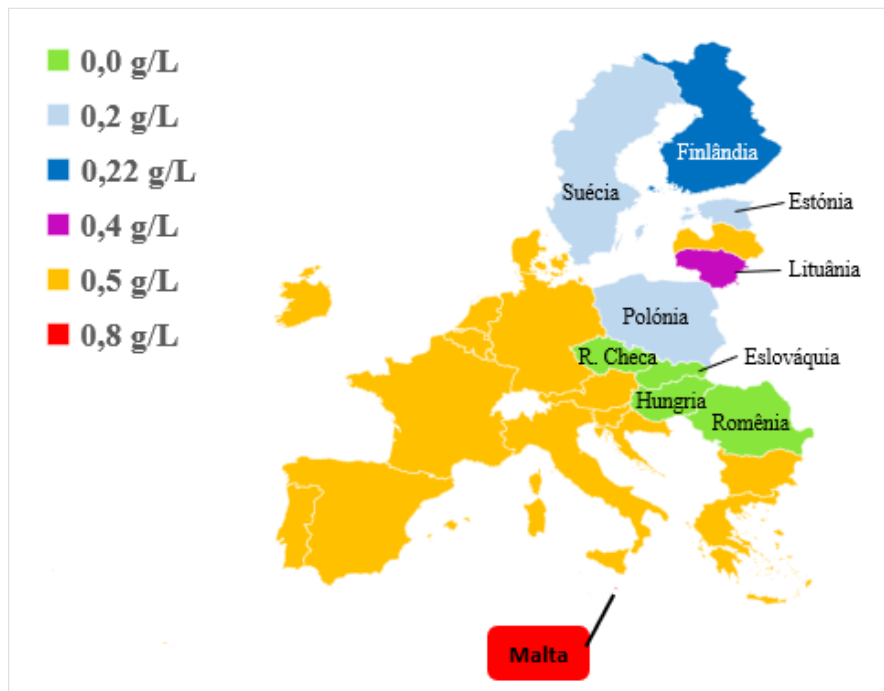 0,0 g/L
0,2 g/L
0,22 g/L
0,4 g/L
0,5 g/L
0,8 g/L
Finlândia
Suécia
Estónia
Lituânia
Polónia
R. Checa
Eslováquia
Hungria
Romênia
Malta